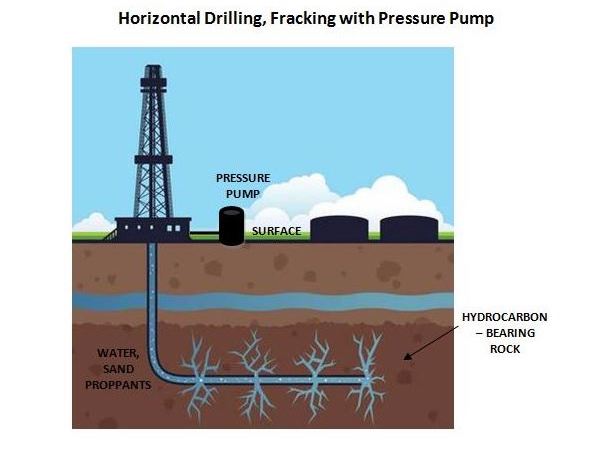 Horizontal Drilling, Fracking with Pressure Pump
PRESSURE
PUMP
SURFACE
HYDROCARBON
– BEARING
ROCK
WATER,
SAND
PROPPANTS